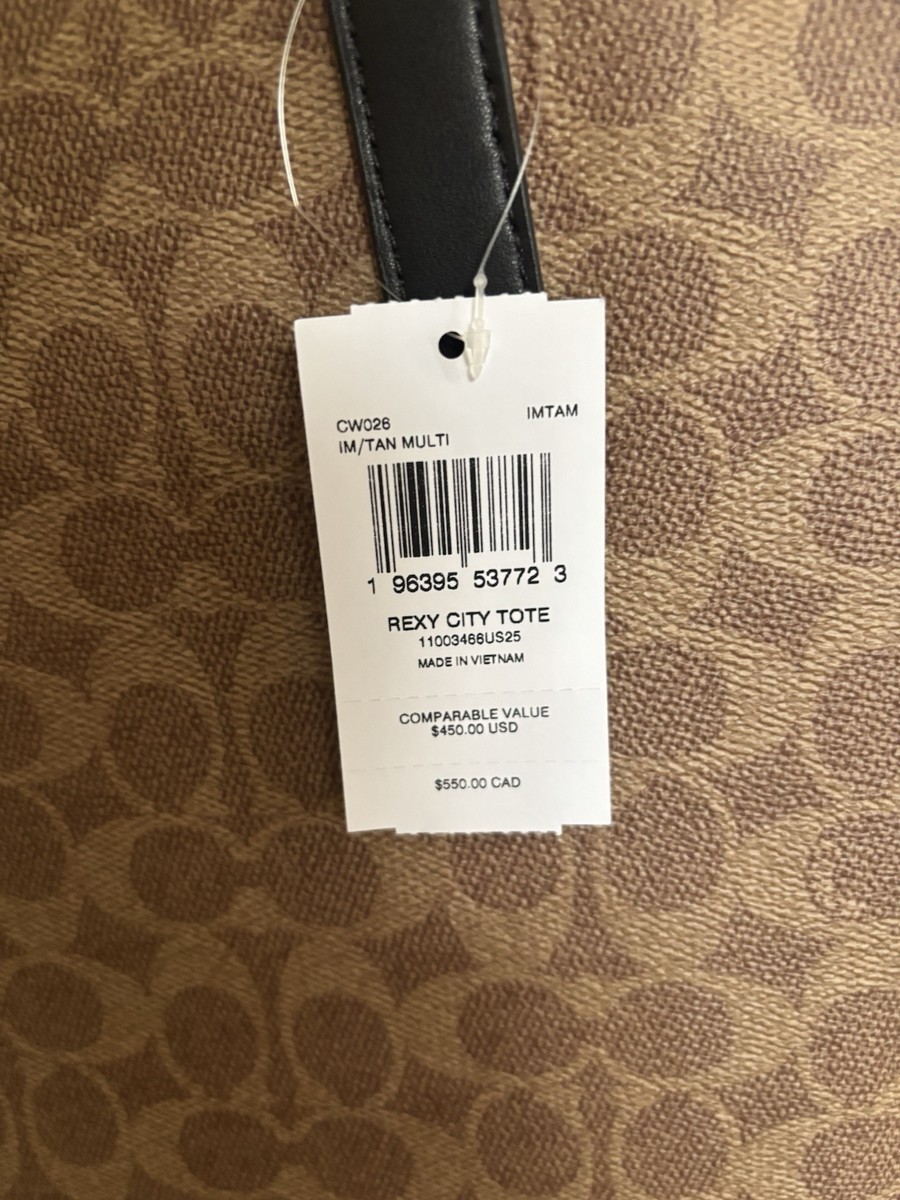 CW026 IMTAM
IM/TAN MULTI
1 96395 53772 3
REXY CITY TOTE
11003466US25
MADE IN VIETNAM
COMPARABLE VALUE
$450.00 USD
$550.00 CAD